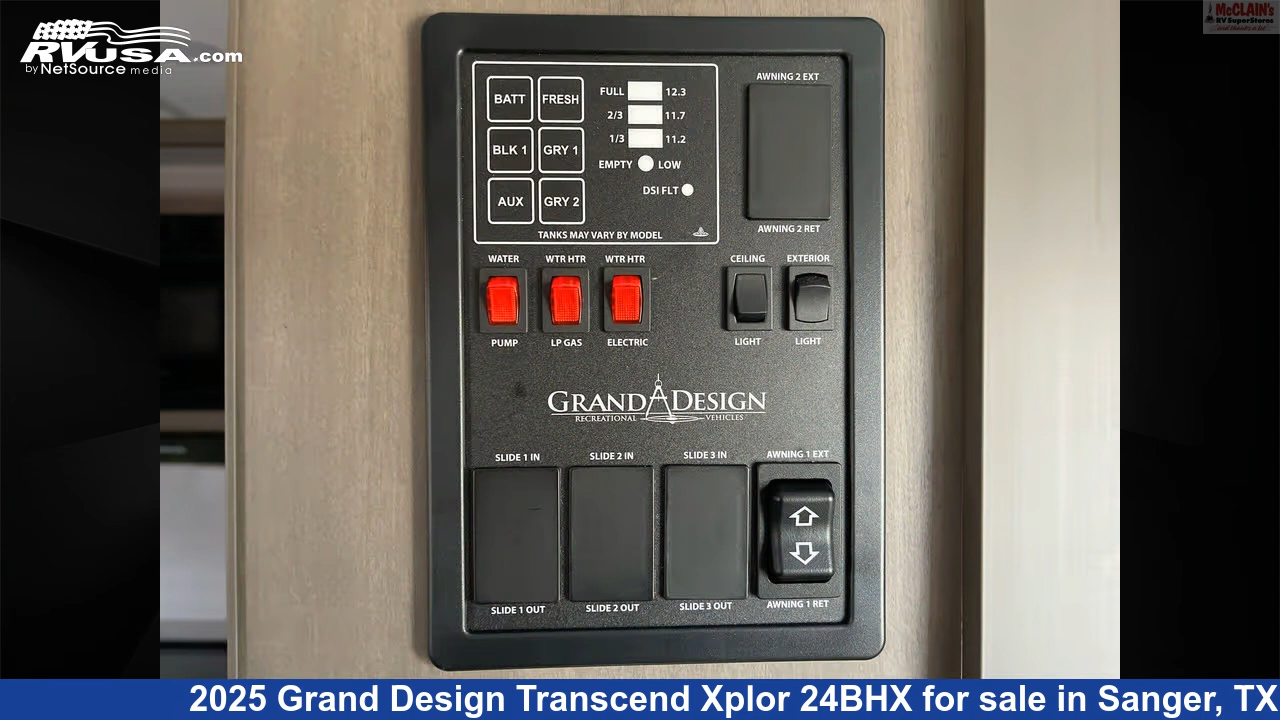 RVUSA.com
by NetSource media
McCLAIN's
RV SuperStores
AWNING 2 EXT
BATT FRESH
FULL 12.3
2/3 11.7
BLK 1 GRY 1
1/3 11.2
EMPTY LOW
DSI FLT
AUX GRY 2
TANKS MAY VARY BY MODEL
AWNING 2 RET
WATER WTR HTR WTR HTR CEILING EXTERIOR
PUMP LP GAS ELECTRIC LIGHT LIGHT
GRAND DESIGN
RECREATIONAL VEHICLES
SLIDE 1 IN SLIDE 2 IN SLIDE 3 IN AWNING 1 EXT
SLIDE 1 OUT SLIDE 2 OUT SLIDE 3 OUT AWNING 1 RET
2025 Grand Design Transcend Xplor 24BHX for sale in Sanger, TX